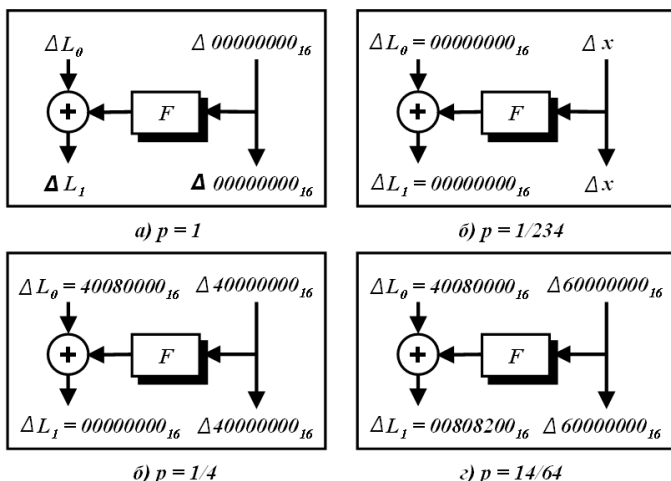 ΔL₀ Δ 00000000₁₆
F
ΔL₁ Δ 00000000₁₆
а) p = 1
ΔL₀ = 00000000₁₆ Δx
F
ΔL₁ = 00000000₁₆ Δx
б) p = 1/234
ΔL₀ = 40080000₁₆ Δ40000000₁₆
F
ΔL₁ = 00000000₁₆ Δ40000000₁₆
б) p = 1/4
ΔL₀ = 40080000₁₆ Δ60000000₁₆
F
ΔL₁ = 00808200₁₆ Δ60000000₁₆
г) p = 14/64